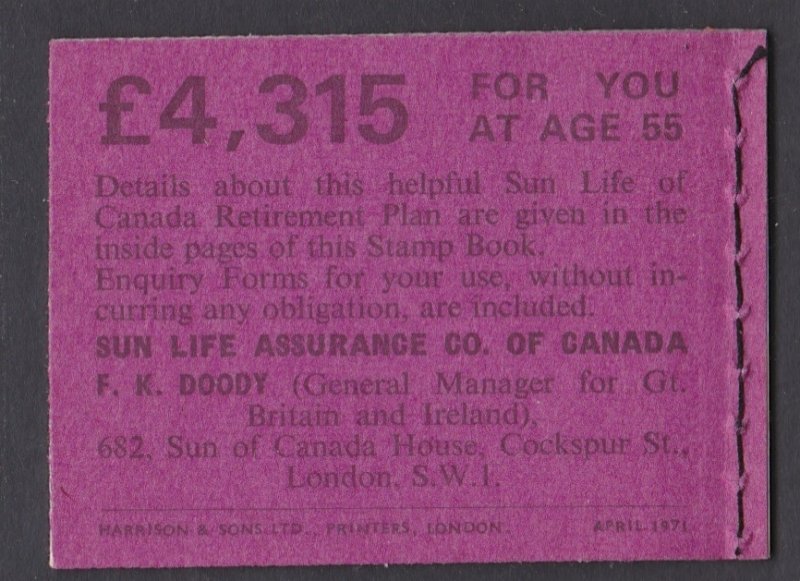 £4,315 FOR YOU
AT AGE 55
Details about this helpful Sun Life of
Canada Retirement Plan are given in the
inside pages of this Stamp Book.
Enquiry Forms for your use, without in-
curring any obligation, are included.
SUN LIFE ASSURANCE CO. OF CANADA
F. K. DOODY (General Manager for Gt.
Britain and Ireland),
682, Sun of Canada House, Cockspur St.,
London, S.W.1.
HARRISON & SONS LTD., PRINTERS, LONDON. APRIL 1971